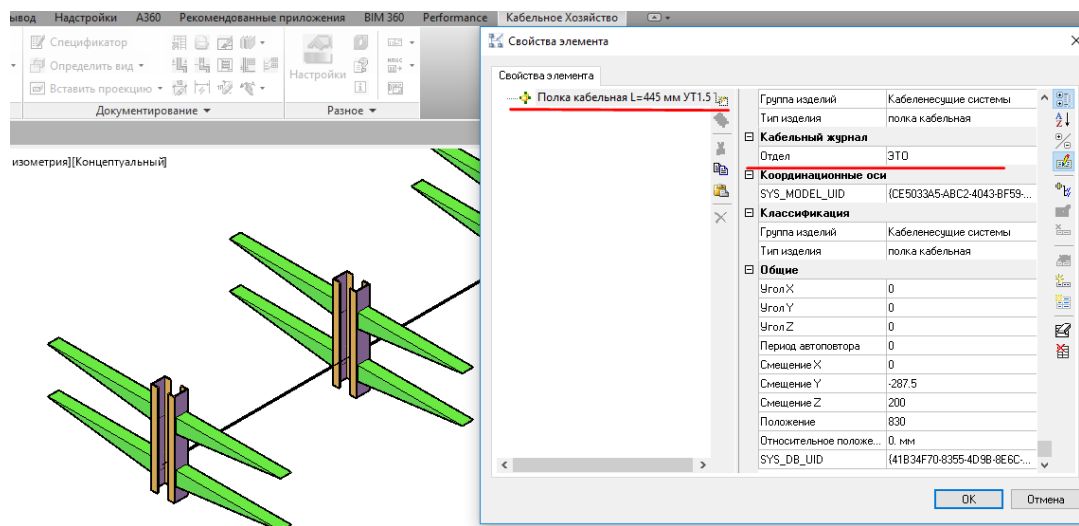 ывод Надстройки A360 Рекомендованные приложения BIM 360 Performance Кабельное Хозяйство
Спецификатор
Определить вид
Вставить проекцию
Настройки
Документирование
Разное
изометрия][Концептуальный]
Свойства элемента
Свойства элемента
Полка кабельная L=445 мм УТ1.5
Группа изделий Кабеленесущие системы
Тип изделия полка кабельная
Кабельный журнал
Отдел ЭТО
Координационные оси
SYS_MODEL_UID {CE5033A5-ABC2-4043-BF59-...
Классификация
Группа изделий Кабеленесущие системы
Тип изделия полка кабельная
Общие
Угол X 0
Угол Y 0
Угол Z 0
Период автоповтора 0
Смещение X 0
Смещение Y -287.5
Смещение Z 200
Положение 830
Относительное положе... 0. мм
SYS_DB_UID {41B34F70-8355-4D9B-8E6C-...
OK Отмена